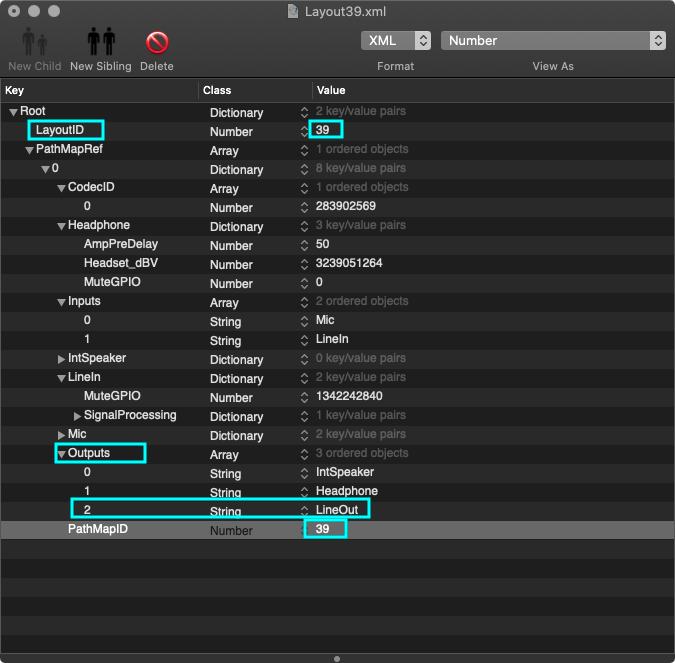 Layout39.xml
New Child New Sibling Delete XML Format Number View As
Key Class Value
Root Dictionary 2 key/value pairs
LayoutID Number 39
PathMapRef Array 1 ordered objects
0 Dictionary 8 key/value pairs
CodecID Array 1 ordered objects
0 Number 283902569
Headphone Dictionary 3 key/value pairs
AmpPreDelay Number 50
Headset_dBV Number 3239051264
MuteGPIO Number 0
Inputs Array 2 ordered objects
0 String Mic
1 String LineIn
IntSpeaker Dictionary 0 key/value pairs
LineIn Dictionary 2 key/value pairs
MuteGPIO Number 1342242840
SignalProcessing Dictionary 1 key/value pairs
Mic Dictionary 2 key/value pairs
Outputs Array 3 ordered objects
0 String IntSpeaker
1 String Headphone
2 String LineOut
PathMapID Number 39